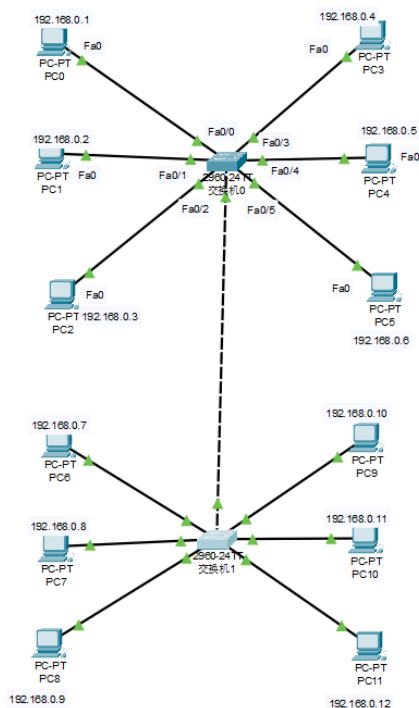 192.168.0.1
PC-PT
PC0
Fa0
192.168.0.4
Fa0
PC-PT
PC3
192.168.0.2
PC-PT
PC1
Fa0
Fa0/0
Fa0/3
Fa0/1
Fa0/4
2960-24TT
交换机0
Fa0/2
Fa0/5
192.168.0.5
PC-PT
PC4
Fa0
PC-PT
PC2
Fa0
192.168.0.3
PC-PT
PC5
Fa0
192.168.0.6
192.168.0.7
PC-PT
PC6
192.168.0.10
PC-PT
PC9
192.168.0.8
PC-PT
PC7
2960-24TT
交换机1
192.168.0.11
PC-PT
PC10
PC-PT
PC8
192.168.0.9
PC-PT
PC11
192.168.0.12